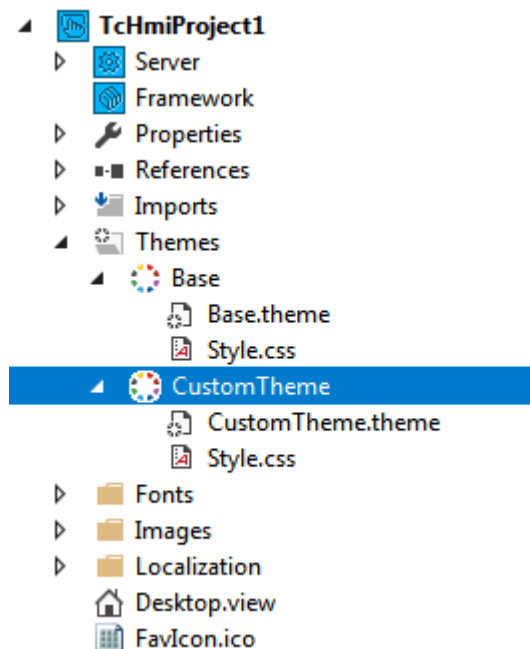 TcHmiProject1
Server
Framework
Properties
References
Imports
Themes
Base
Base.theme
Style.css
CustomTheme
CustomTheme.theme
Style.css
Fonts
Images
Localization
Desktop.view
FavIcon.ico